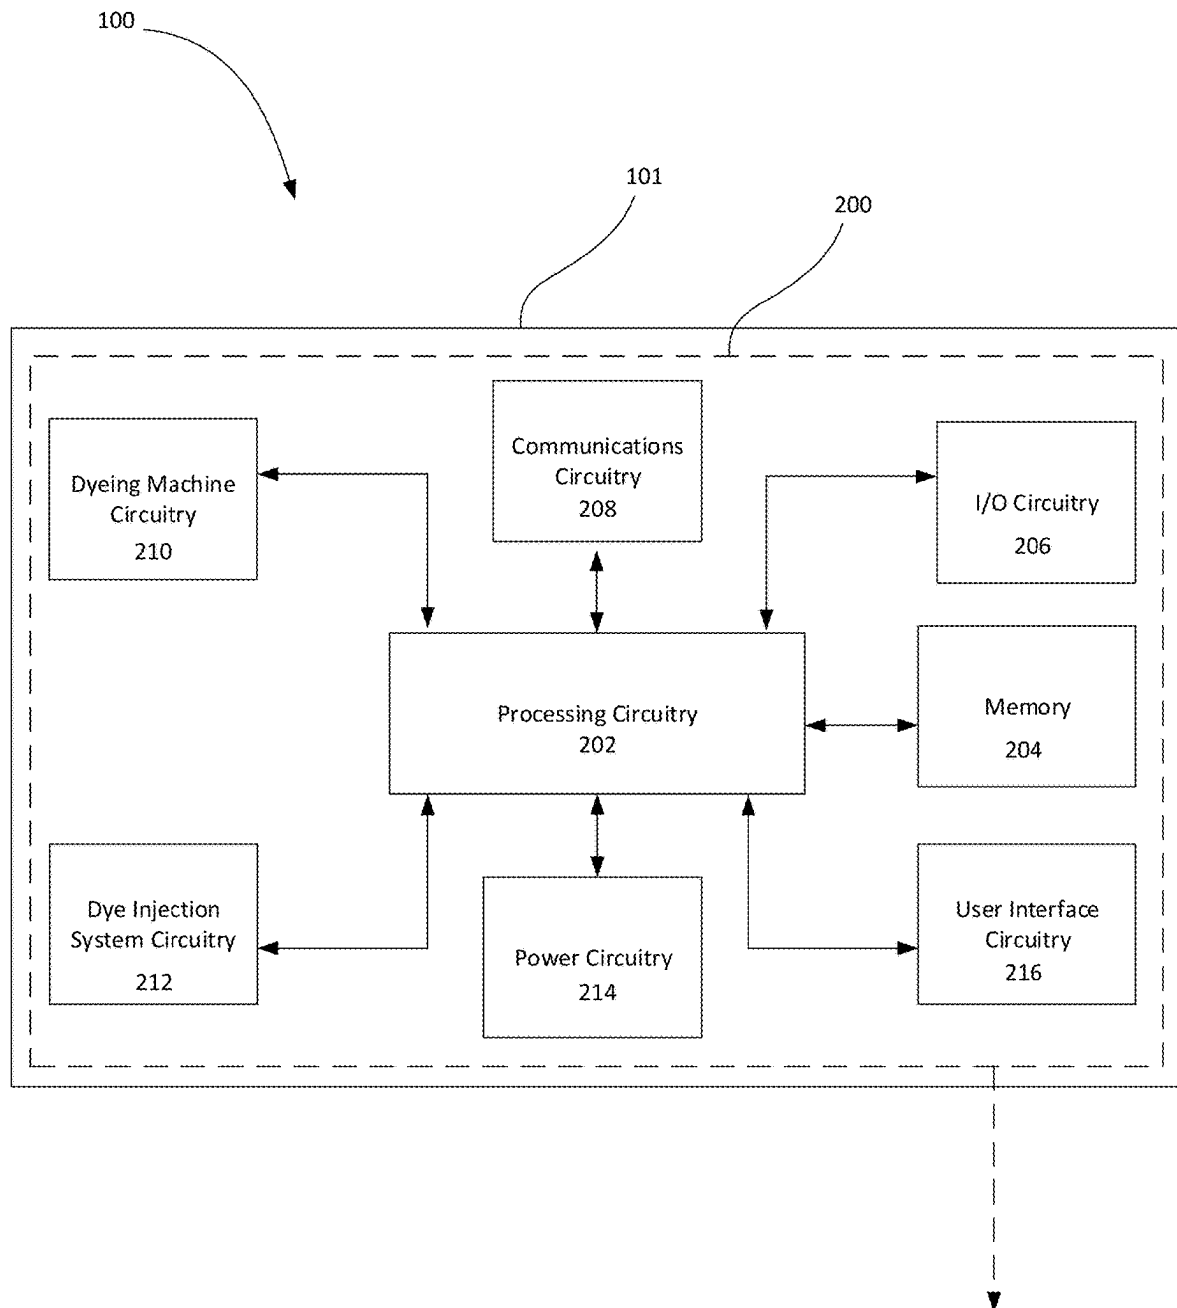 100
101
200
Communications
Circuitry
208
Dyeing Machine
Circuitry
210
I/O Circuitry
206
Processing Circuitry
202
Memory
204
Dye Injection
System Circuitry
212
Power Circuitry
214
User Interface
Circuitry
216